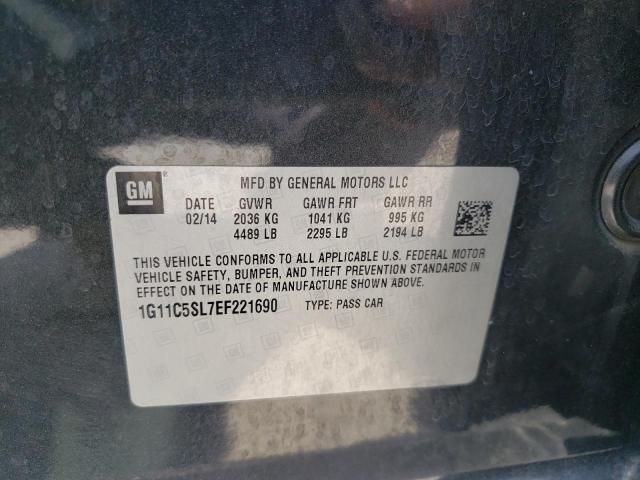 GM ®
MFD BY GENERAL MOTORS LLC
DATE GVWR GAWR FRT GAWR RR
02/14 2036 KG 1041 KG 995 KG
4489 LB 2295 LB 2194 LB
THIS VEHICLE CONFORMS TO ALL APPLICABLE U.S. FEDERAL MOTOR
VEHICLE SAFETY, BUMPER, AND THEFT PREVENTION STANDARDS IN
EFFECT ON THE DATE OF MANUFACTURE SHOWN ABOVE.
1G11C5SL7EF221690 TYPE: PASS CAR